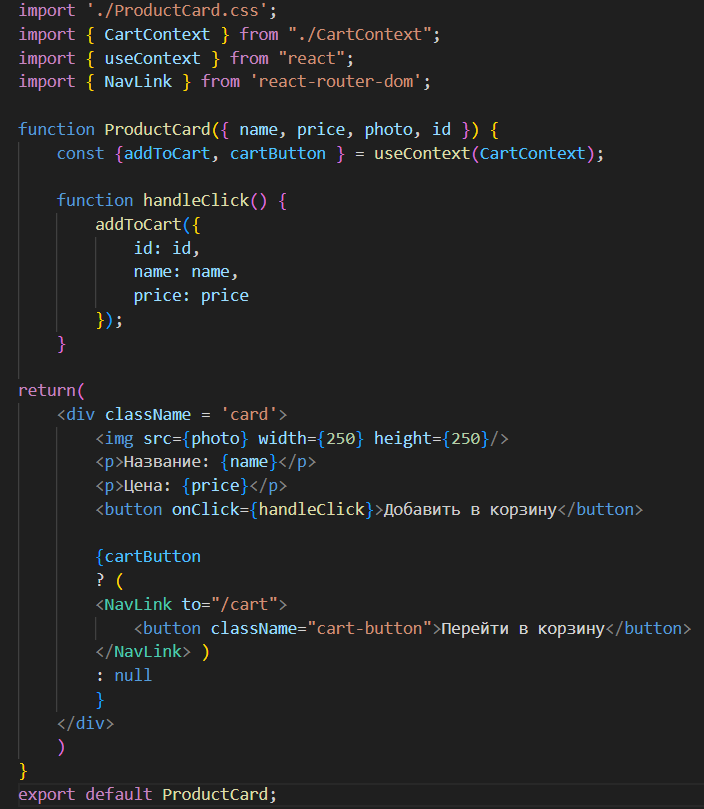 import './ProductCard.css';
import { CartContext } from "./CartContext";
import { useContext } from "react";
import { NavLink } from 'react-router-dom';

function ProductCard({ name, price, photo, id }) {
    const {addToCart, cartButton } = useContext(CartContext);

    function handleClick() {
        addToCart({
            id: id,
            name: name,
            price: price
        });
    }

return(
    <div className = 'card'>
        <img src={photo} width={250} height={250}/>
        <p>Название: {name}</p>
        <p>Цена: {price}</p>
        <button onClick={handleClick}>Добавить в корзину</button>

        {cartButton
        ? (
        <NavLink to="/cart">
            <button className="cart-button">Перейти в корзину</button>
        </NavLink> )
        : null
        }
    </div>
    )
}
export default ProductCard;